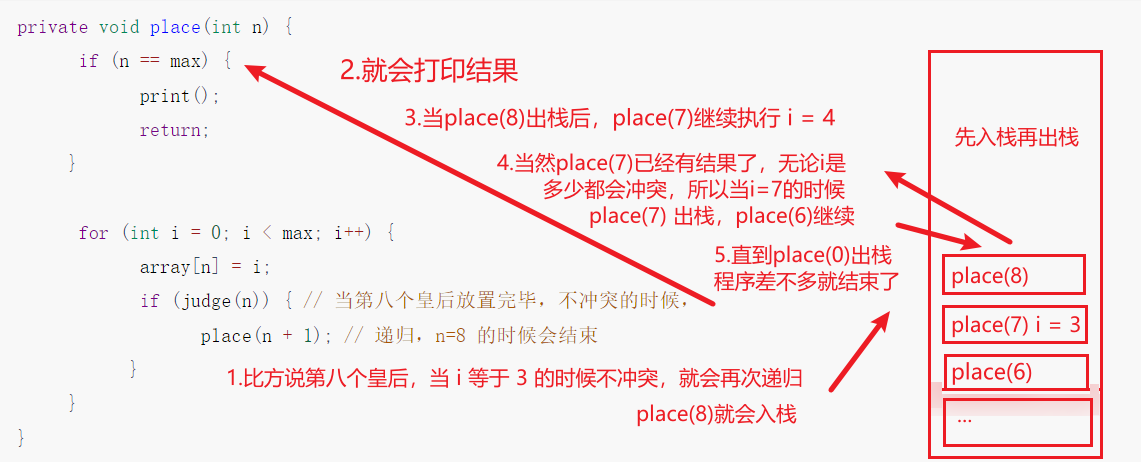 private void place(int n) {
if (n == max) {
print();
return;
}
for (int i = 0; i < max; i++) {
array[n] = i;
if (judge(n)) { // 当第八个皇后放置完毕，不冲突的时候，
place(n + 1); // 递归，n=8 的时候会结束
}
}
}
2.就会打印结果
3.当place(8)出栈后，place(7)继续执行 i = 4
4.当然place(7)已经有结果了，无论i是
多少都会冲突，所以当i=7的时候
place(7) 出栈，place(6)继续
5.直到place(0)出栈
程序差不多就结束了
1.比方说第八个皇后，当 i 等于 3 的时候不冲突，就会再次递归
place(8)就会入栈
先入栈再出栈
place(8)
place(7) i = 3
place(6)
...